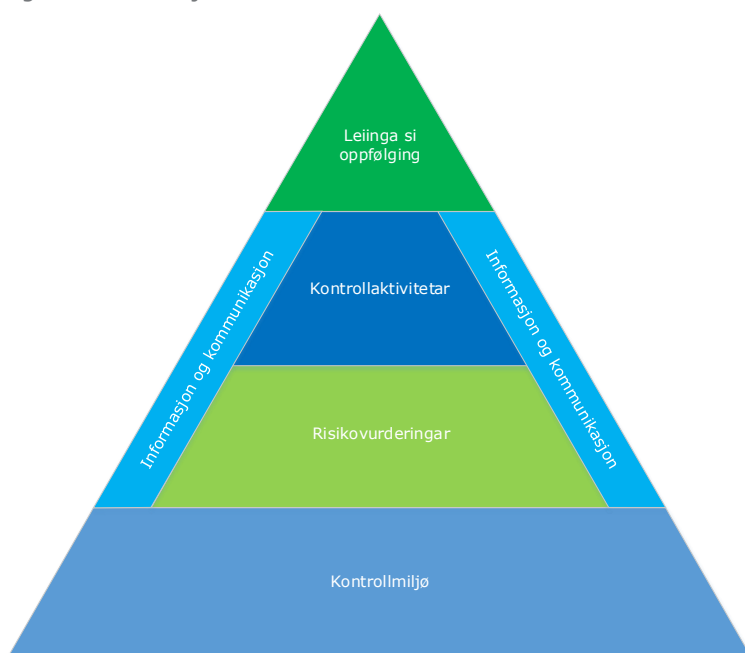 Leiinga si
oppfølging
Informasjon og kommunikasjon
Kontrollaktivitetar
Informasjon og kommunikasjon
Risikovurderingar
Kontrollmiljø